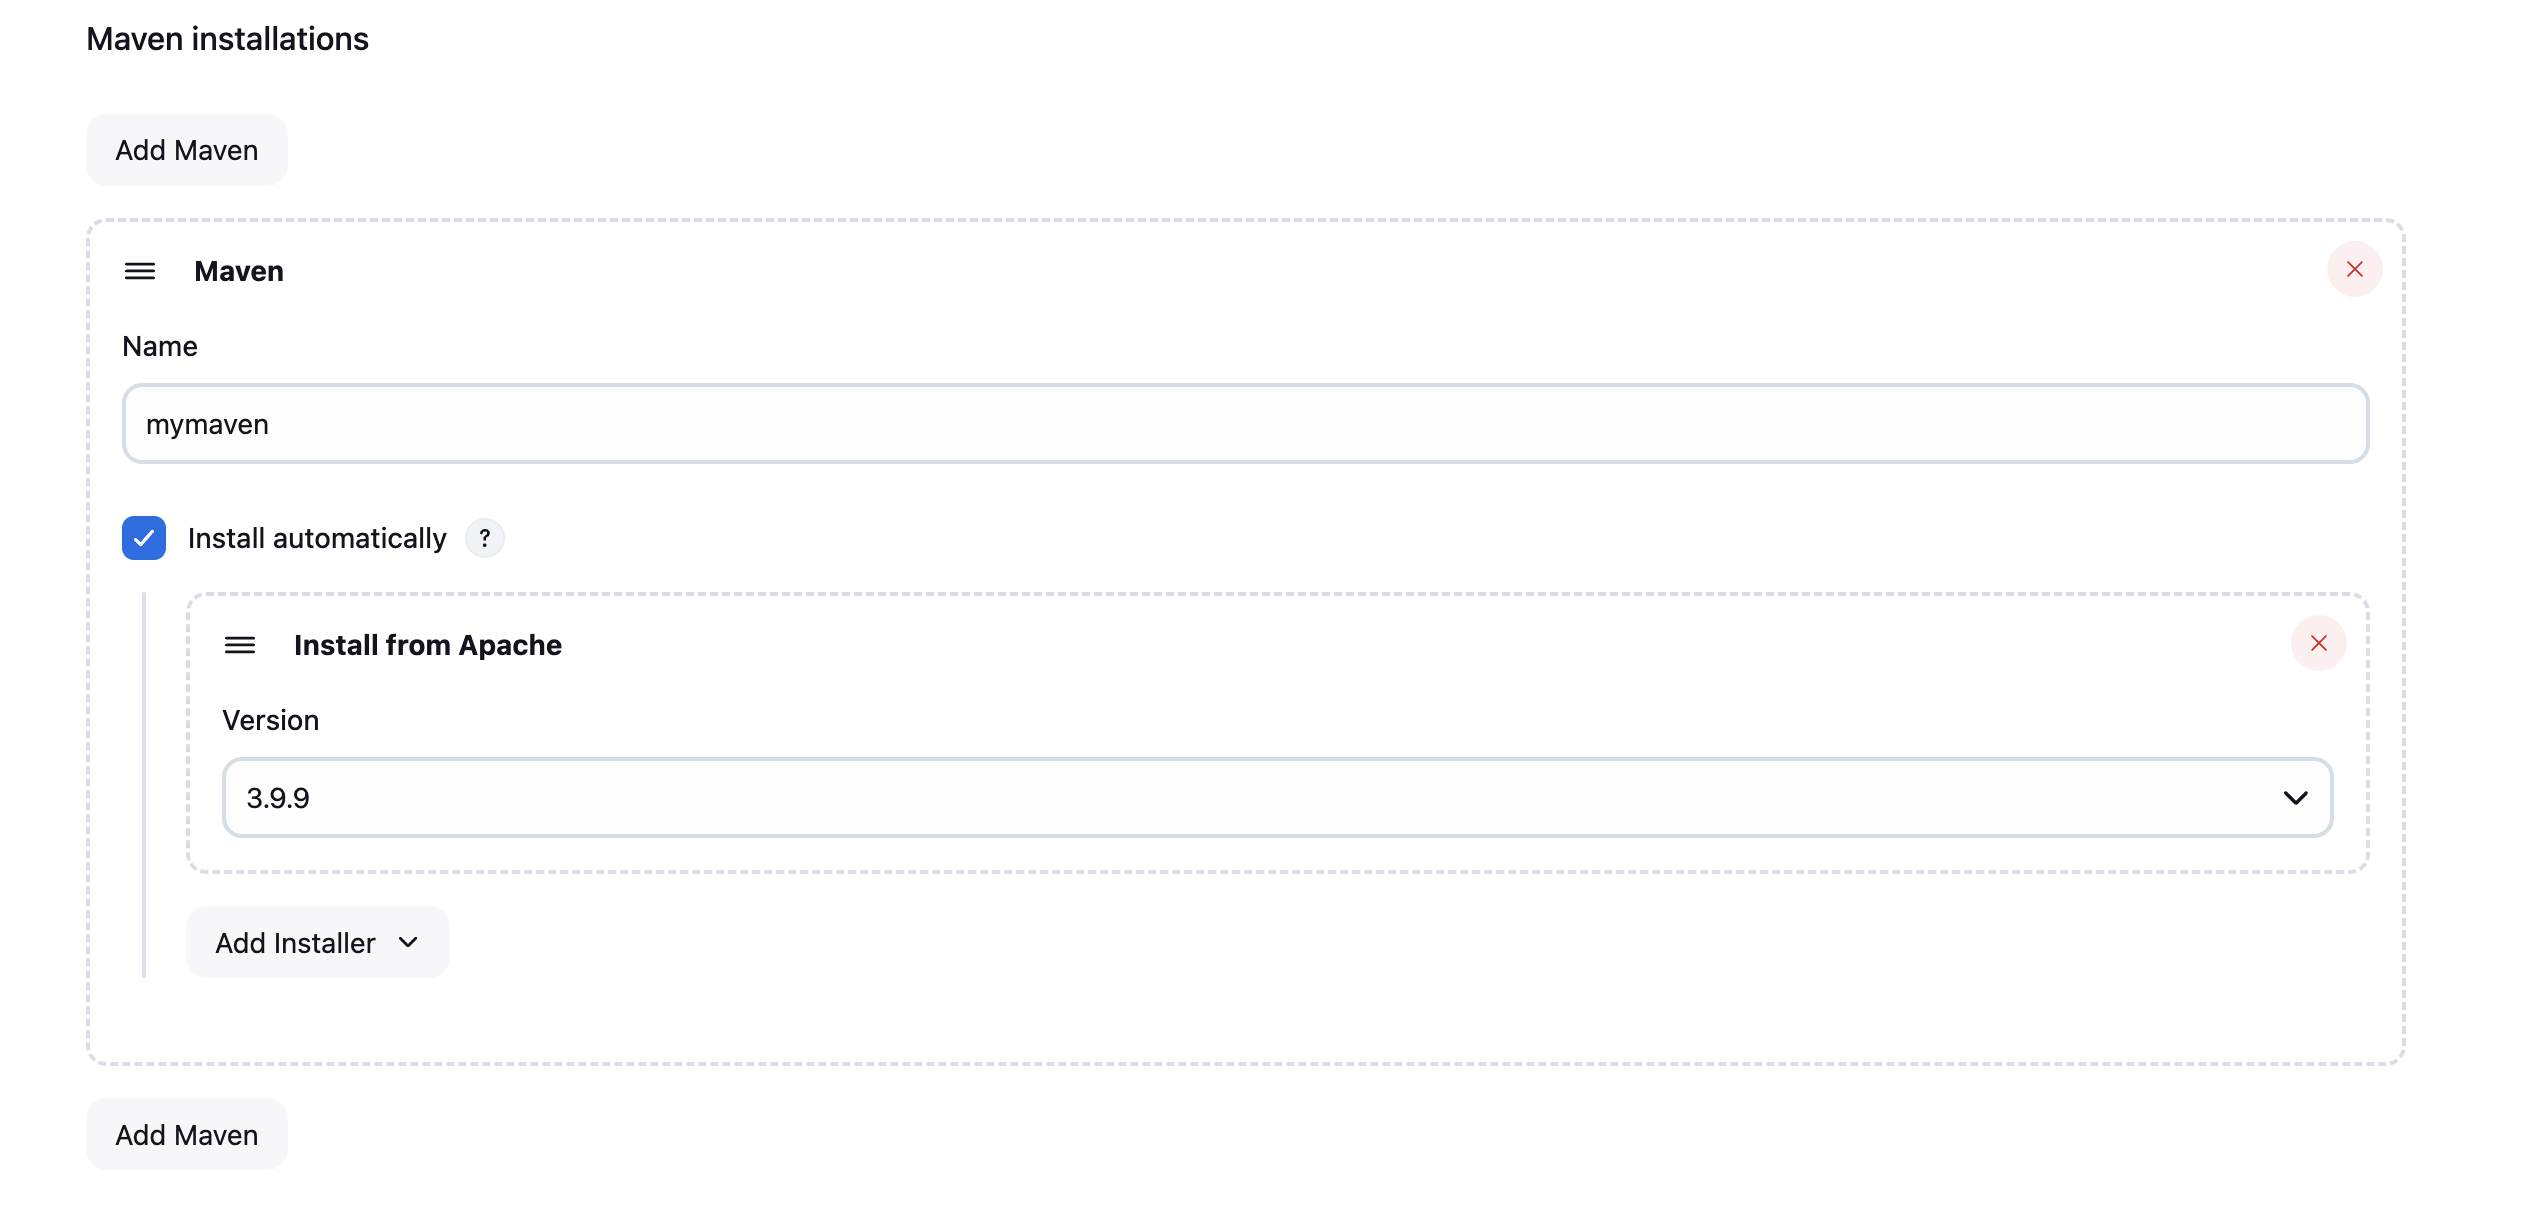 Maven installations
Add Maven
Maven
Name
mymaven
Install automatically ?
Install from Apache
Version
3.9.9
Add Installer
Add Maven